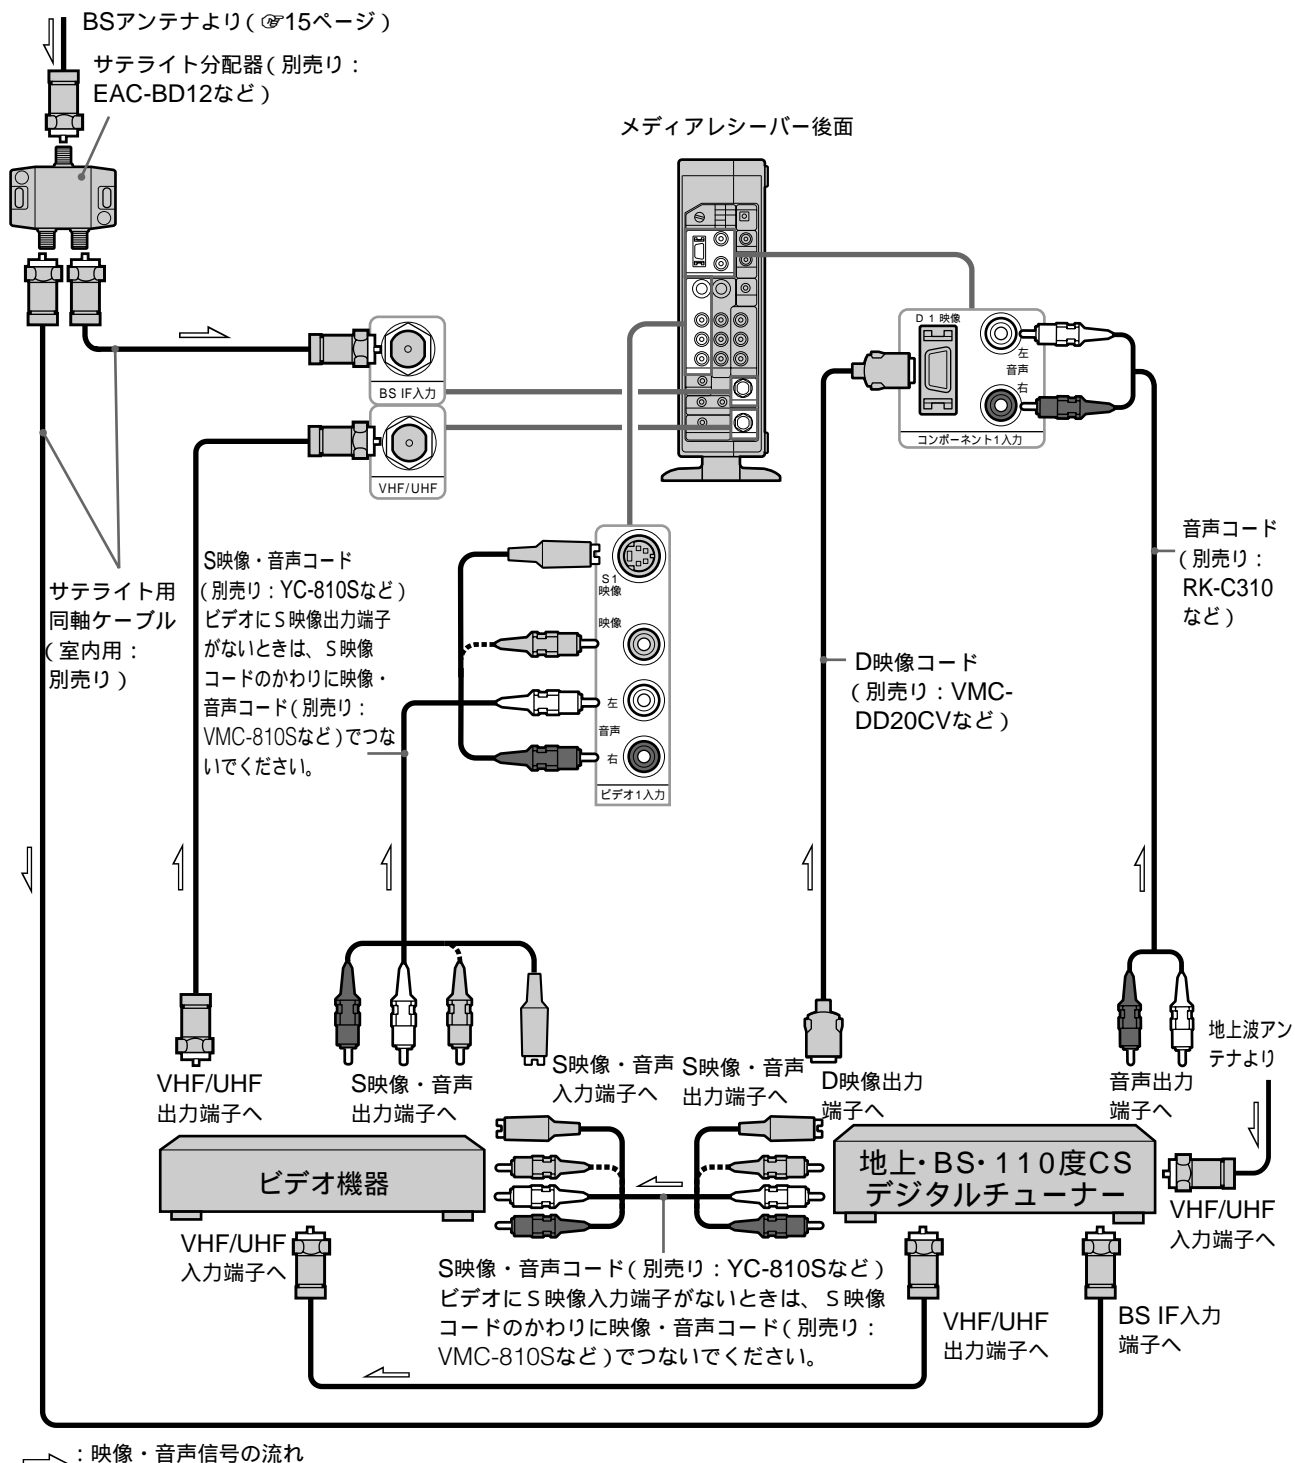 BSアンテナより(☞15ページ)
サテライト分配器(別売り:
EAC-BD12など)
メディアレシーバー後面
BS IF入力
VHF/UHF
D1映像
左
音声
右
コンポーネント1入力
サテライト用
同軸ケーブル
(室内用:
別売り)
S映像・音声コード
(別売り:YC-810Sなど)
ビデオにS映像出力端子
がないときは、S映像
コードのかわりに映像・
音声コード(別売り:
VMC-810Sなど)でつな
いでください。
S1
映像
映像
左
音声
右
ビデオ1入力
D映像コード
(別売り:VMC-
DD20CVなど)
音声コード
(別売り:
RK-C310
など)
VHF/UHF
出力端子へ
S映像・音声
出力端子へ
S映像・音声
入力端子へ
S映像・音声
出力端子へ
D映像出力
端子へ
音声出力
端子へ
地上波アン
テナより
ビデオ機器
地上・BS・110度CS
デジタルチューナー
VHF/UHF
入力端子へ
VHF/UHF
入力端子へ
S映像・音声コード(別売り:YC-810Sなど)
ビデオにS映像入力端子がないときは、S映像
コードのかわりに映像・音声コード(別売り:
VMC-810Sなど)でつないでください。
VHF/UHF
出力端子へ
BS IF入力
端子へ
:映像・音声信号の流れ